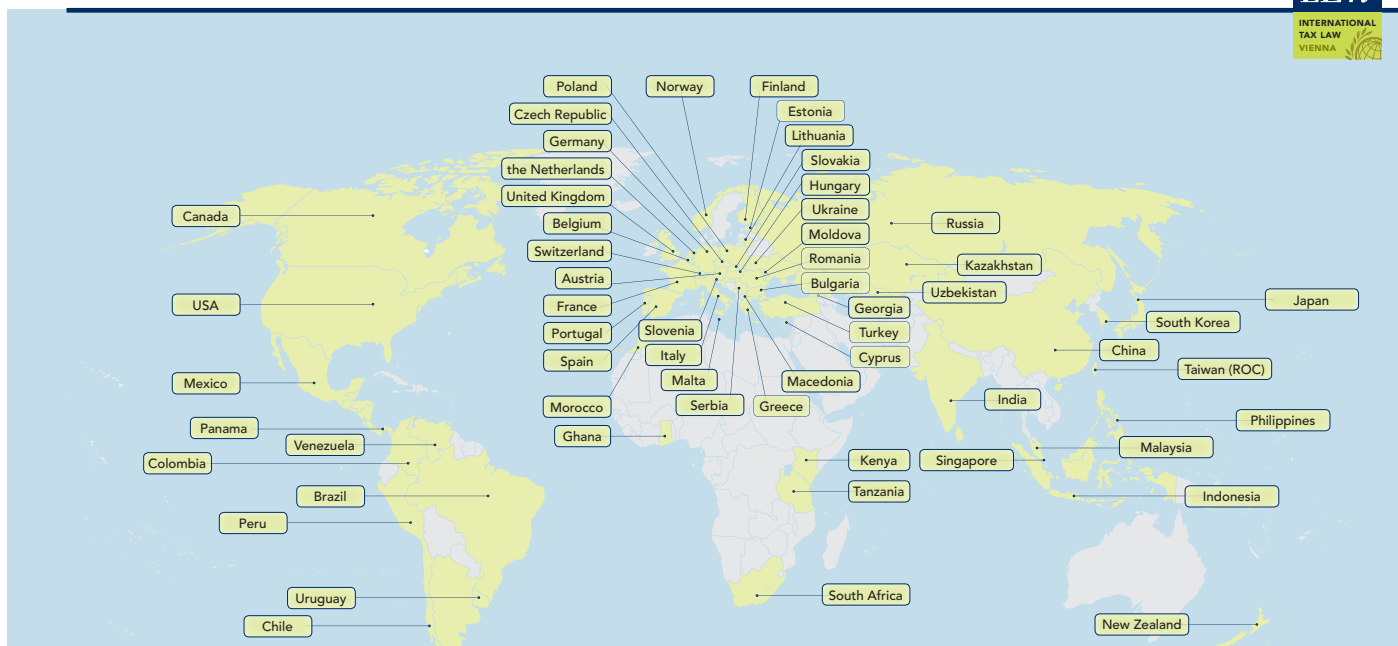 INTERNATIONAL
TAX LAW
VIENNA
Poland
Norway
Finland
Czech Republic
Estonia
Germany
Lithuania
the Netherlands
Slovakia
United Kingdom
Hungary
Canada
Belgium
Ukraine
Russia
Switzerland
Moldova
Austria
Romania
Kazakhstan
France
Bulgaria
Uzbekistan
USA
Georgia
Japan
Portugal
Slovenia
Turkey
South Korea
Spain
Italy
Cyprus
China
Mexico
Malta
Macedonia
Taiwan (ROC)
Morocco
Serbia
Greece
India
Panama
Ghana
Philippines
Venezuela
Malaysia
Colombia
Kenya
Singapore
Brazil
Tanzania
Indonesia
Peru
Uruguay
South Africa
Chile
New Zealand